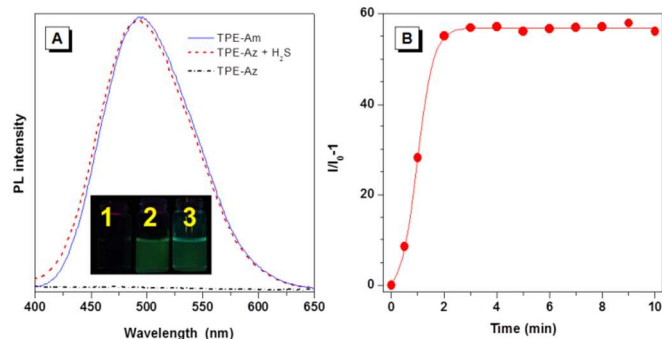 A
TPE-Am
TPE-Az + H₂S
TPE-Az
1 2 3
PL intensity
400 450 500 550 600 650
Wavelength (nm)
B
60
40
20
0
I/I₀-1
0 2 4 6 8 10
Time (min)